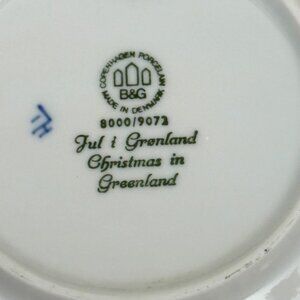 COPENHAGEN PORCELAIN
B&G
MADE IN DENMARK
8000/9072
Jul i Grønland
Christmas in
Greenland